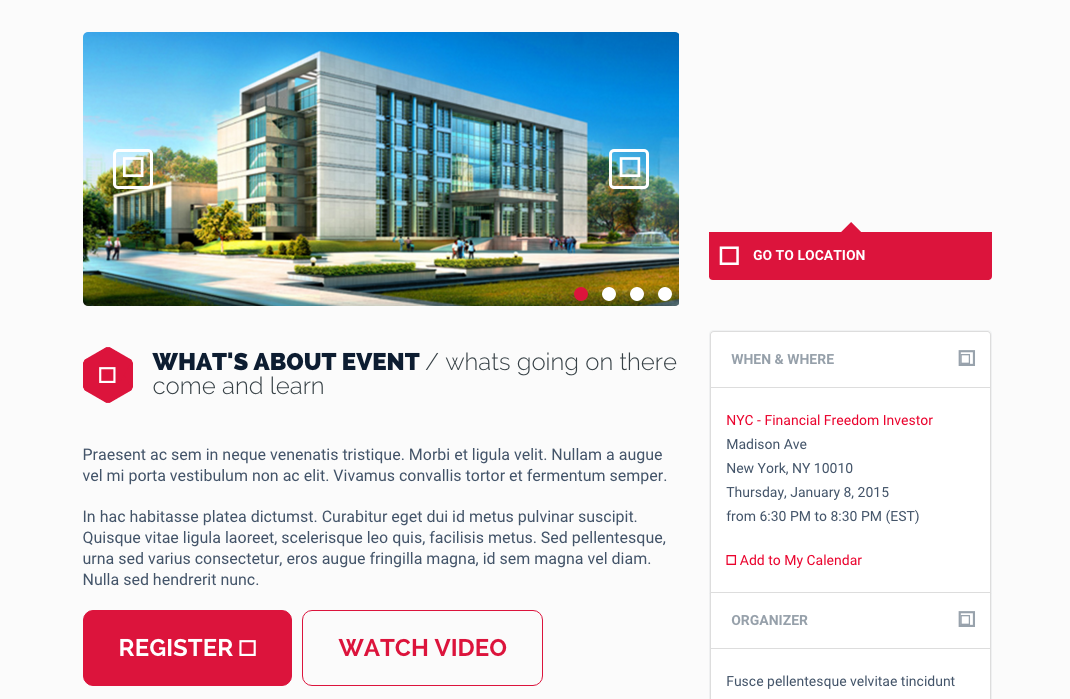 GO TO LOCATION
WHAT'S ABOUT EVENT / whats going on there
come and learn
Praesent ac sem in neque venenatis tristique. Morbi et ligula velit. Nullam a augue
vel mi porta vestibulum non ac elit. Vivamus convallis tortor et fermentum semper.
In hac habitasse platea dictumst. Curabitur eget dui id metus pulvinar suscipit.
Quisque vitae ligula laoreet, scelerisque leo quis, facilisis metus. Sed pellentesque,
urna sed varius consectetur, eros augue fringilla magna, id sem magna vel diam.
Nulla sed hendrerit nunc.
REGISTER
WATCH VIDEO
WHEN & WHERE
NYC - Financial Freedom Investor
Madison Ave
New York, NY 10010
Thursday, January 8, 2015
from 6:30 PM to 8:30 PM (EST)
Add to My Calendar
ORGANIZER
Fusce pellentesque velvitae tincidunt